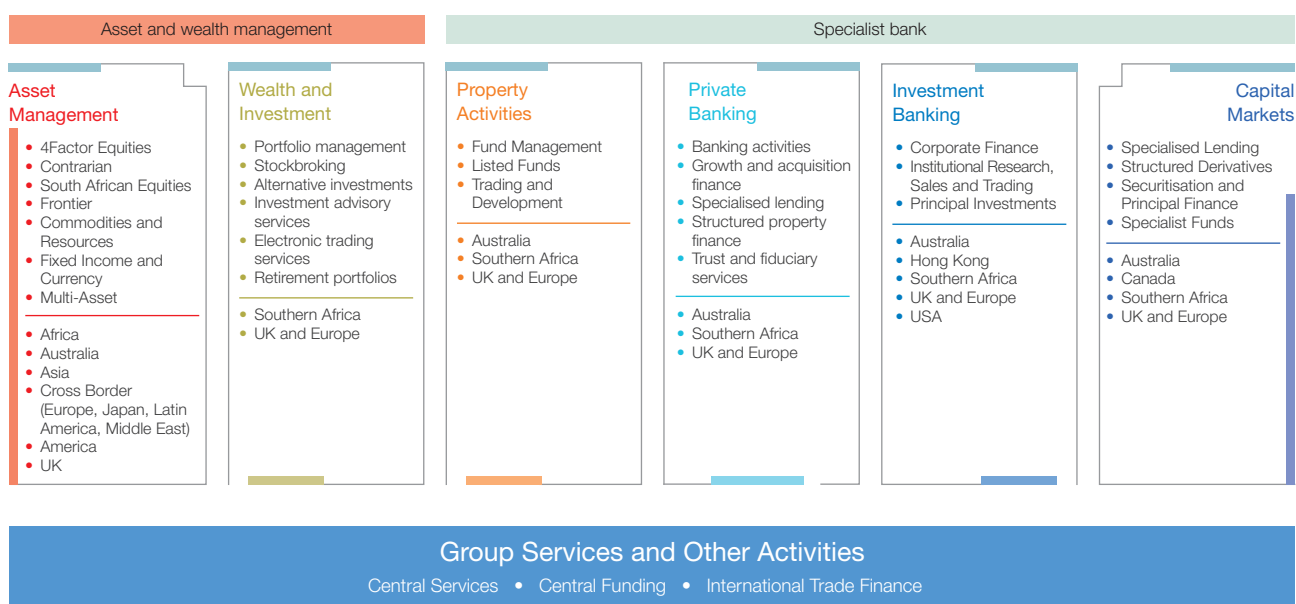 Asset and wealth management
Specialist bank
Asset
Management
• 4Factor Equities
• Contrarian
• South African Equities
• Frontier
• Commodities and
Resources
• Fixed Income and
Currency
• Multi-Asset
• Africa
• Australia
• Asia
• Cross Border
(Europe, Japan, Latin
America, Middle East)
• America
• UK
Wealth and
Investment
• Portfolio management
• Stockbroking
• Alternative investments
• Investment advisory
services
• Electronic trading
services
• Retirement portfolios
• Southern Africa
• UK and Europe
Property
Activities
• Fund Management
• Listed Funds
• Trading and
Development
• Australia
• Southern Africa
• UK and Europe
Private
Banking
• Banking activities
• Growth and acquisition
finance
• Specialised lending
• Structured property
finance
• Trust and fiduciary
services
• Australia
• Southern Africa
• UK and Europe
Investment
Banking
• Corporate Finance
• Institutional Research,
Sales and Trading
• Principal Investments
• Australia
• Hong Kong
• Southern Africa
• UK and Europe
• USA
Capital
Markets
• Specialised Lending
• Structured Derivatives
• Securitisation and
Principal Finance
• Specialist Funds
• Australia
• Canada
• Southern Africa
• UK and Europe
Group Services and Other Activities
Central Services • Central Funding • International Trade Finance